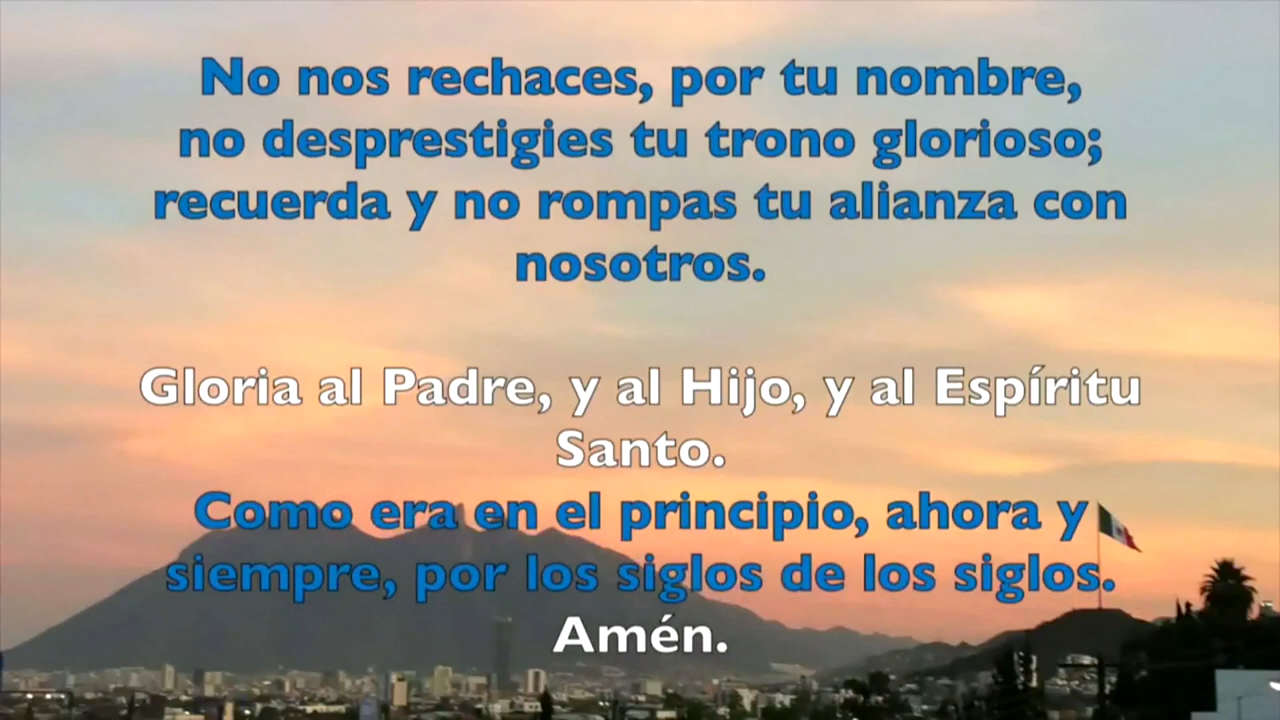 No nos rechaces, por tu nombre,
no desprestigies tu trono glorioso;
recuerda y no rompas tu alianza con
nosotros.
Gloria al Padre, y al Hijo, y al Espíritu
Santo.
Como era en el principio, ahora y
siempre, por los siglos de los siglos.
Amén.